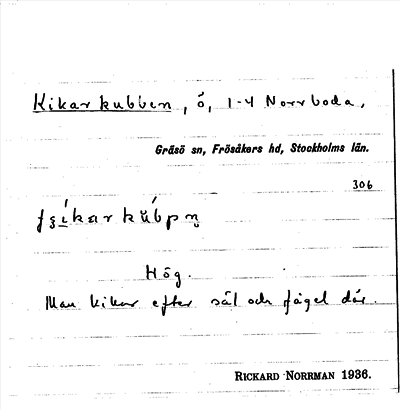 Kikarkubben, ö, 1-4 Norrboda,
Gräsö sn, Frösåkers hd, Stockholms län.
306
Hög.
Man kikar efter säl och fågel där.
RICKARD NORRMAN 1936.